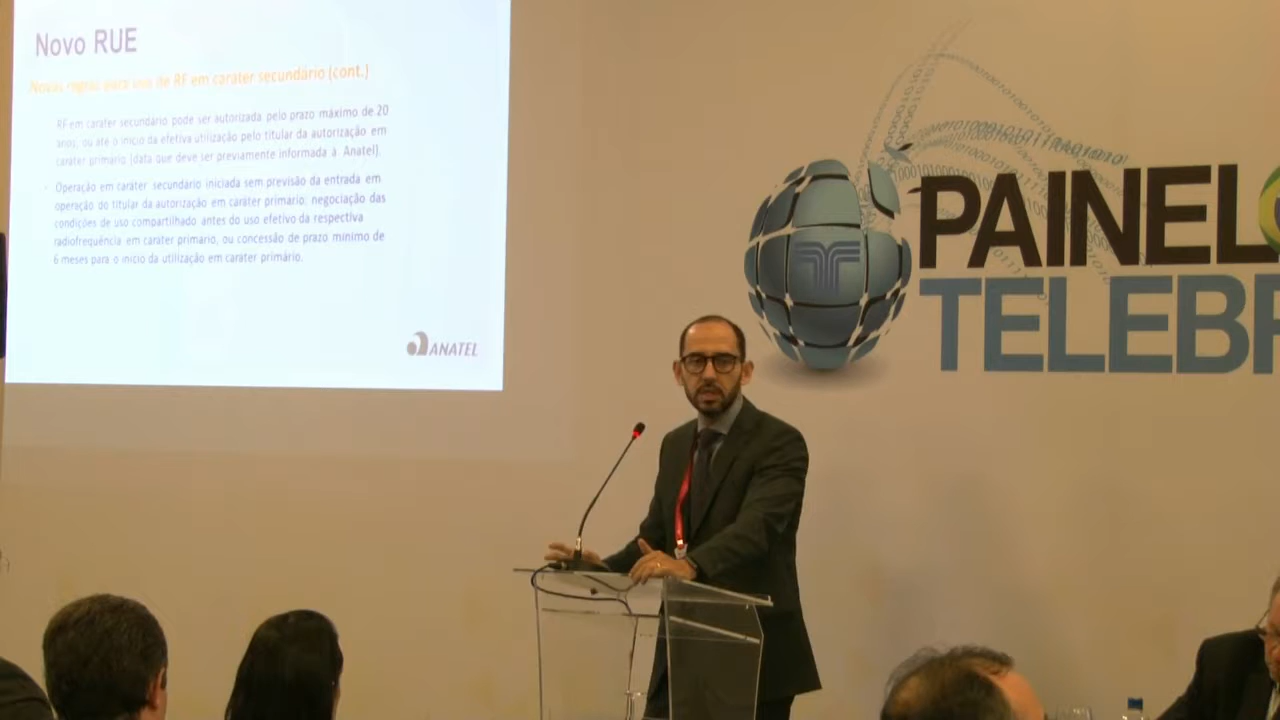 Novo RUE
Novas regras para uso de RF em caráter secundário (cont.)
RF em caráter secundário pode ser autorizada pelo prazo máximo de 20
anos, ou até o início da efetiva utilização pelo titular da autorização em
caráter primário (data que deve ser previamente informada à Anatel).
Operação em caráter secundário iniciada sem previsão da entrada em
operação do titular da autorização em caráter primário: negociação das
condições de uso compartilhado antes do uso efetivo da respectiva
radiofrequência em caráter primário, ou concessão de prazo mínimo de
6 meses para o início da utilização em caráter primário.
ANATEL
PAINEL
TELEB